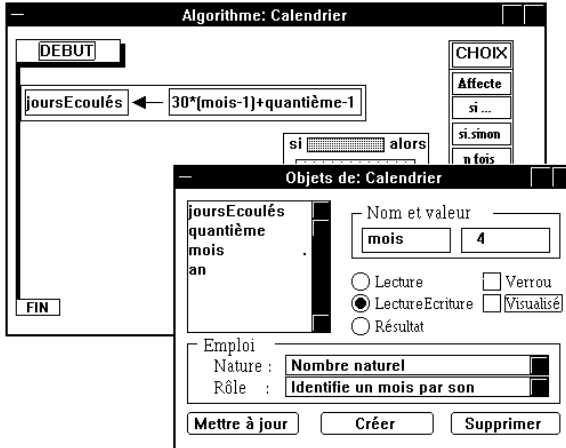 Algorithme: Calendrier
DEBUT
CHOIX
Affecte
joursEcoulés 30*(mois-1)+quantième-1
si ...
si alors
si.sinon
n fois
Objets de: Calendrier
joursEcoulés
quantième
mois .
an
Nom et valeur
mois 4
Lecture Verrou
LectureEcriture Visualisé
Résultat
FIN
Emploi
Nature : Nombre naturel
Rôle : Identifie un mois par son
Mettre à jour Créer Supprimer